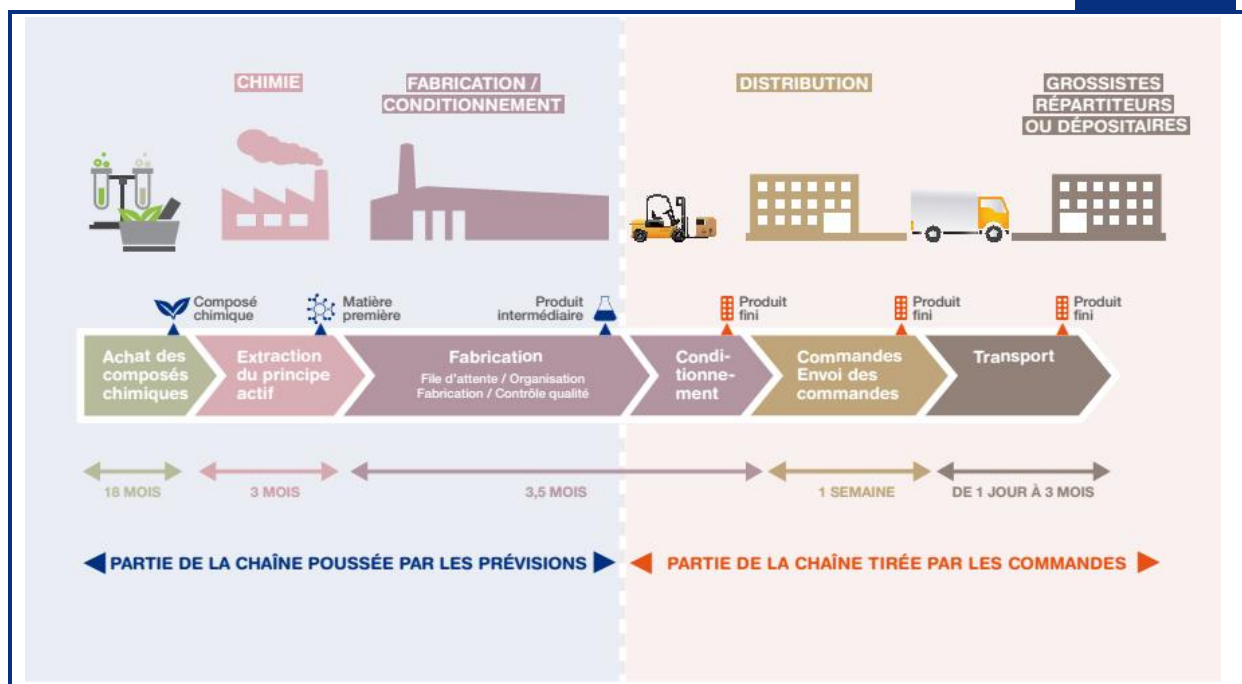 CHIMIE
FABRICATION /
CONDITIONNEMENT
DISTRIBUTION
GROSSISTES
RÉPARTITEURS
OU DÉPOSITAIRES
Composé
chimique
Matière
première
Produit
intermédiaire
Produit
fini
Produit
fini
Produit
fini
Achat des
composés
chimiques
Extraction
du principe
actif
Fabrication
File d'attente / Organisation
Fabrication / Contrôle qualité
Condi-
tionne-
ment
Commandes
Envoi des
commandes
Transport
18 MOIS
3 MOIS
3,5 MOIS
1 SEMAINE
DE 1 JOUR À 3 MOIS
PARTIE DE LA CHAÎNE POUSSÉE PAR LES PRÉVISIONS
PARTIE DE LA CHAÎNE TIRÉE PAR LES COMMANDES